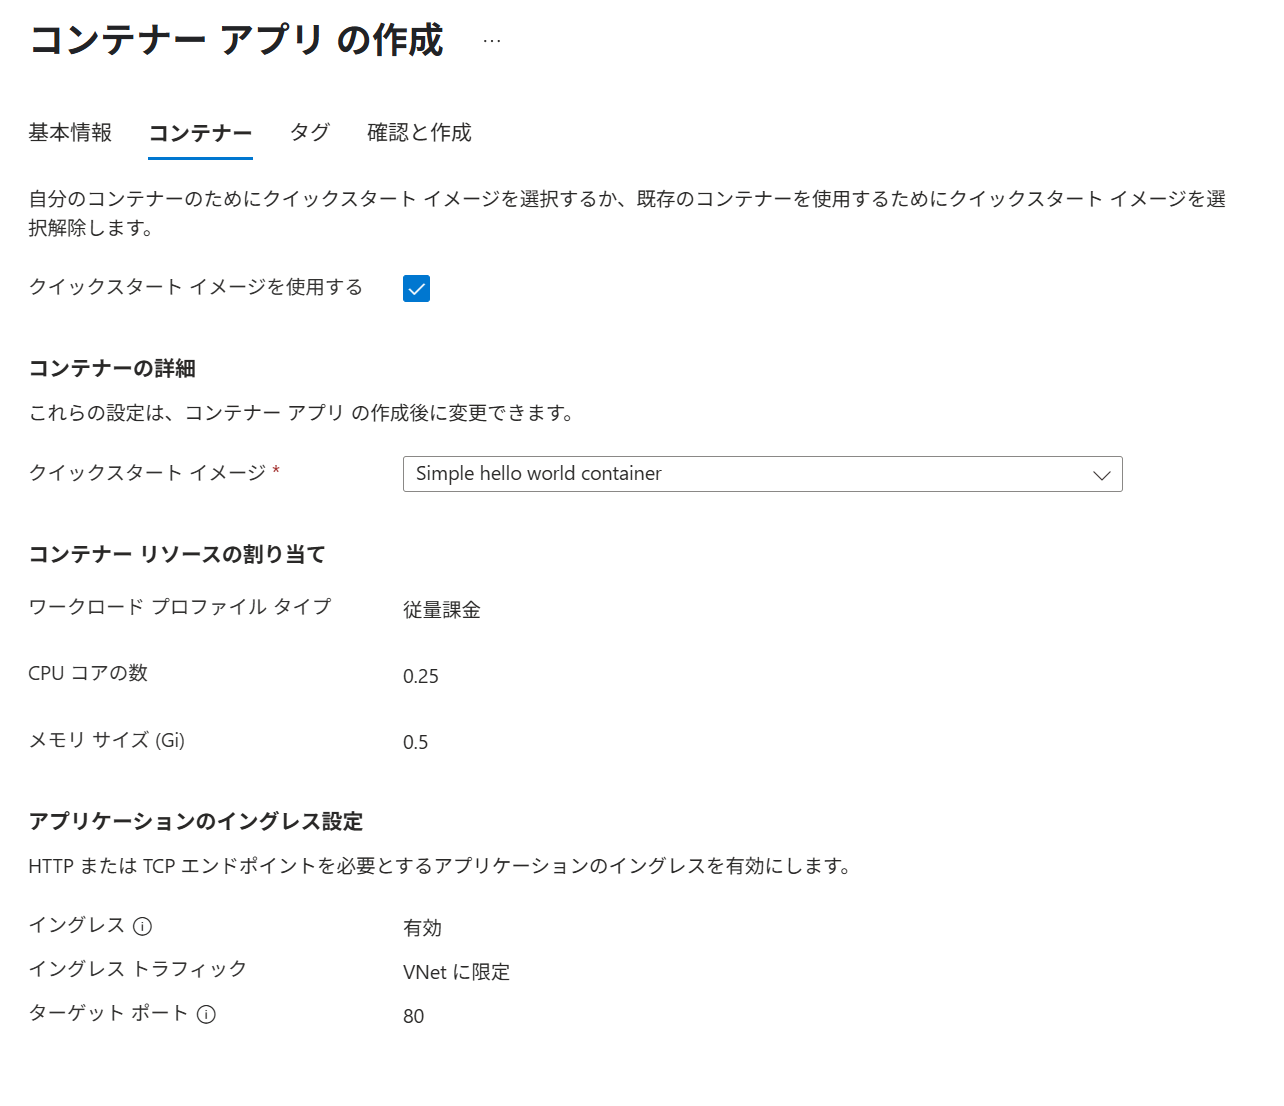 コンテナー アプリ の作成 …
基本情報 コンテナー タグ 確認と作成
自分のコンテナーのためにクイックスタート イメージを選択するか、既存のコンテナーを使用するためにクイックスタート イメージを選
択解除します。
クイックスタート イメージを使用する
コンテナーの詳細
これらの設定は、コンテナー アプリ の作成後に変更できます。
クイックスタート イメージ * Simple hello world container
コンテナー リソースの割り当て
ワークロード プロファイル タイプ 従量課金
CPU コアの数 0.25
メモリ サイズ (Gi) 0.5
アプリケーションのイングレス設定
HTTP または TCP エンドポイントを必要とするアプリケーションのイングレスを有効にします。
イングレス 有効
イングレス トラフィック VNet に限定
ターゲット ポート 80